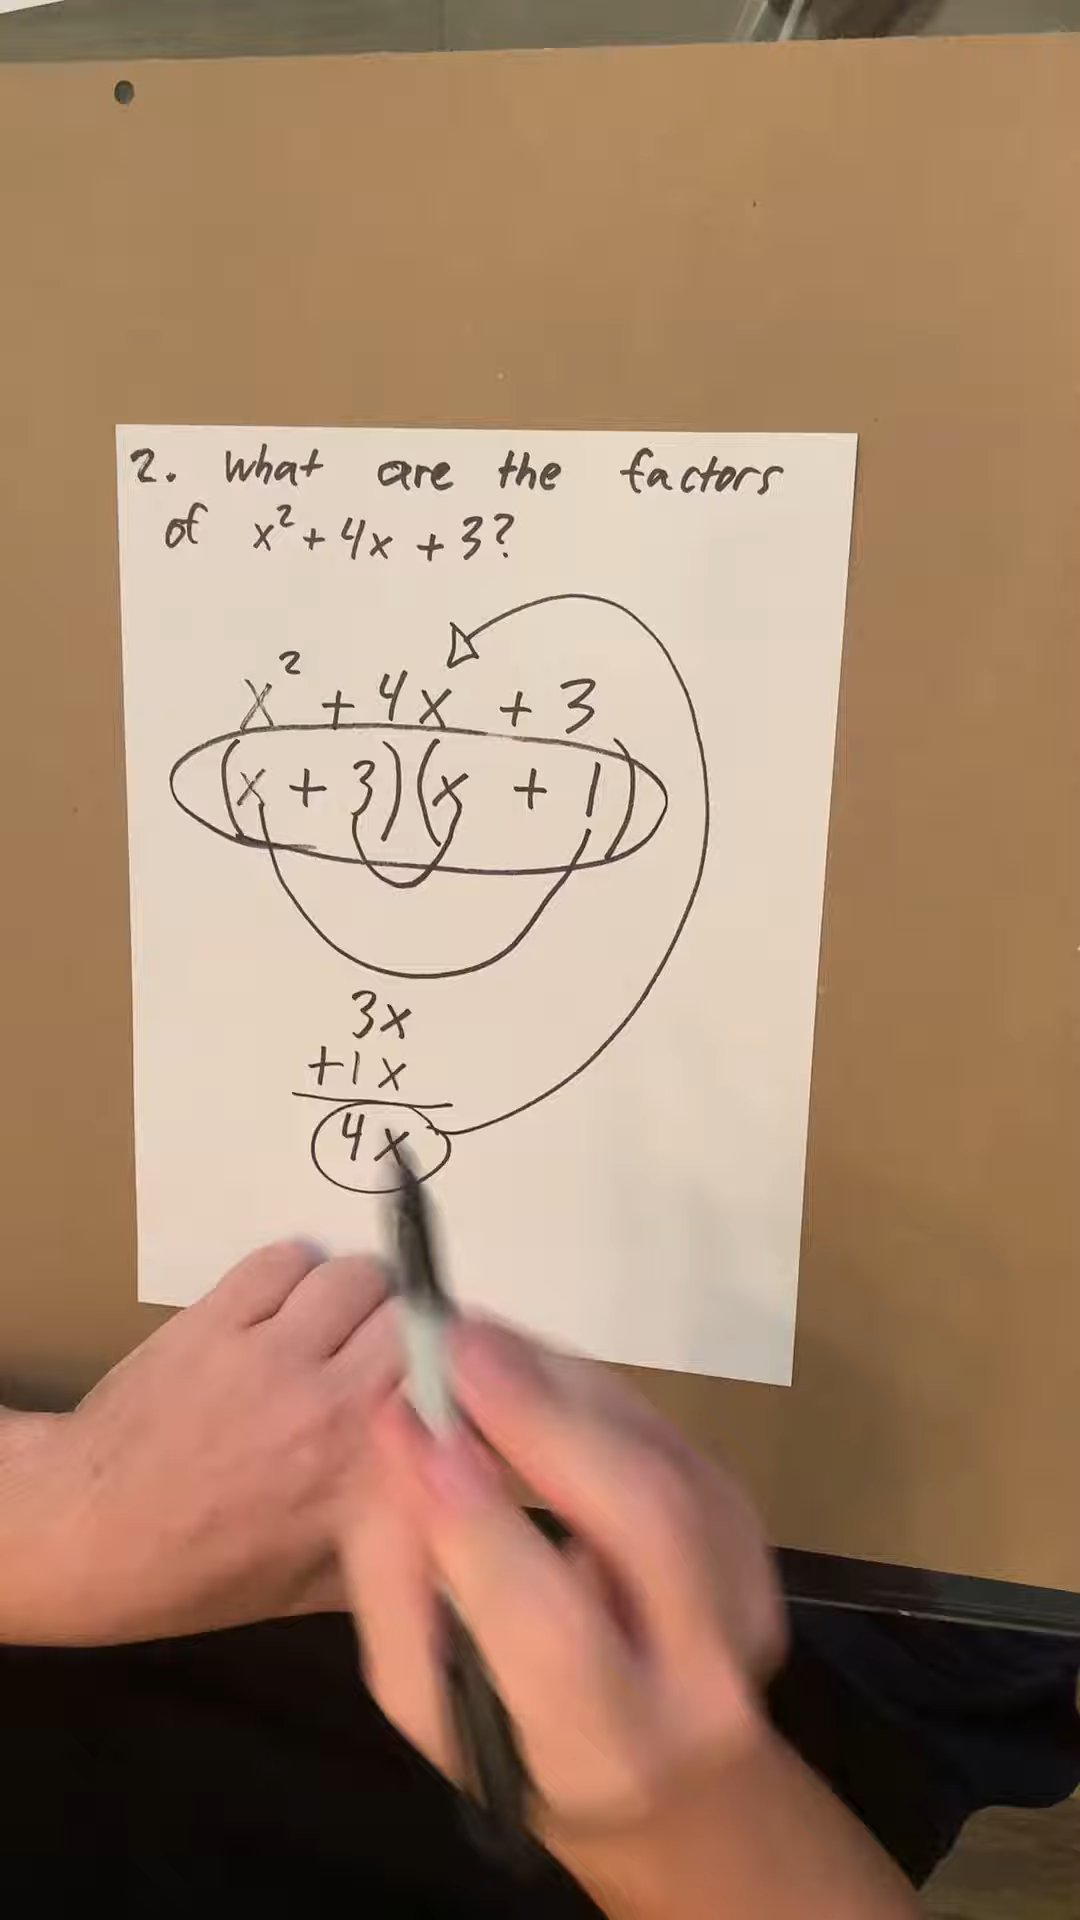 2. What are the factors
of x² + 4x + 3?
x² + 4x + 3
(x + 3)(x + 1)
3x
+1x
4x